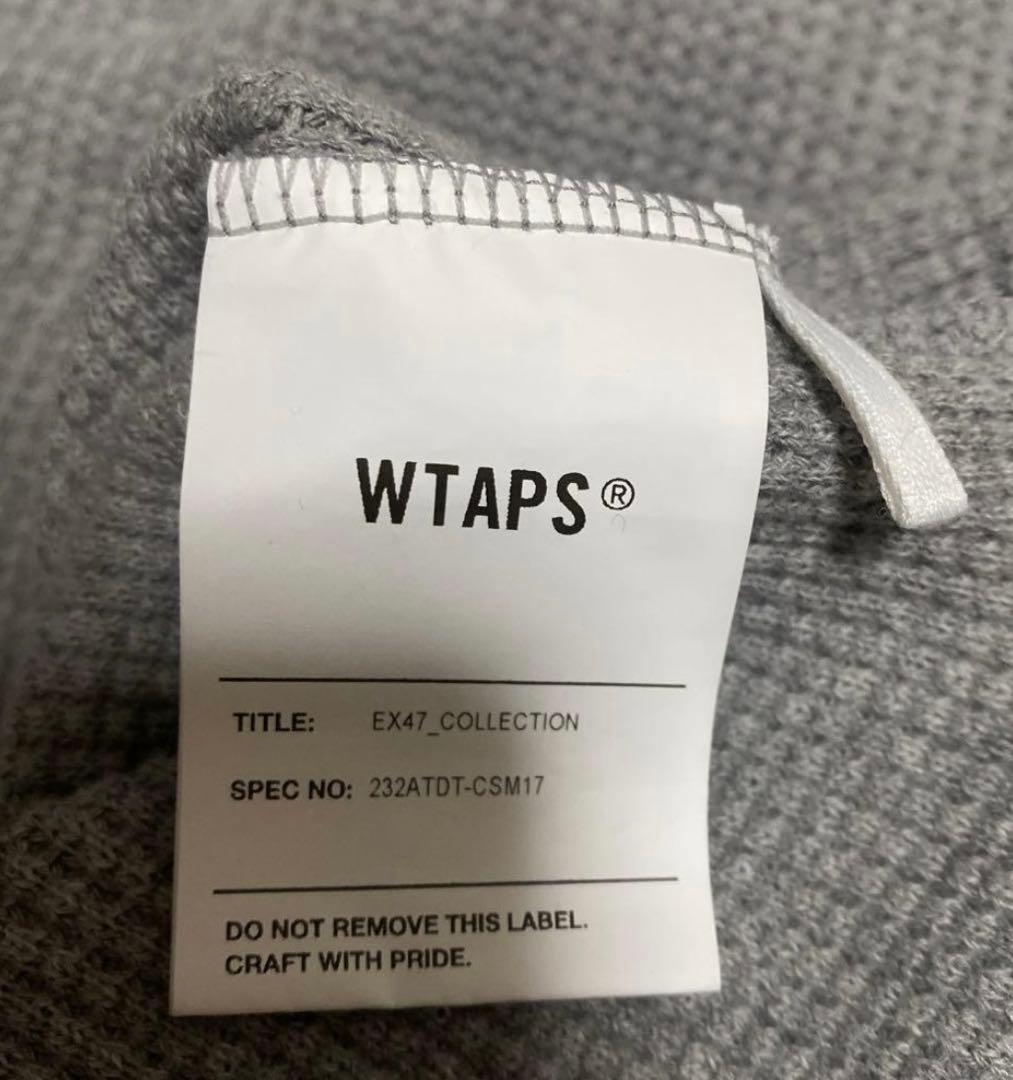 WTAPS®
TITLE: EX47_COLLECTION
SPEC NO: 232ATDT-CSM17
DO NOT REMOVE THIS LABEL.
CRAFT WITH PRIDE.